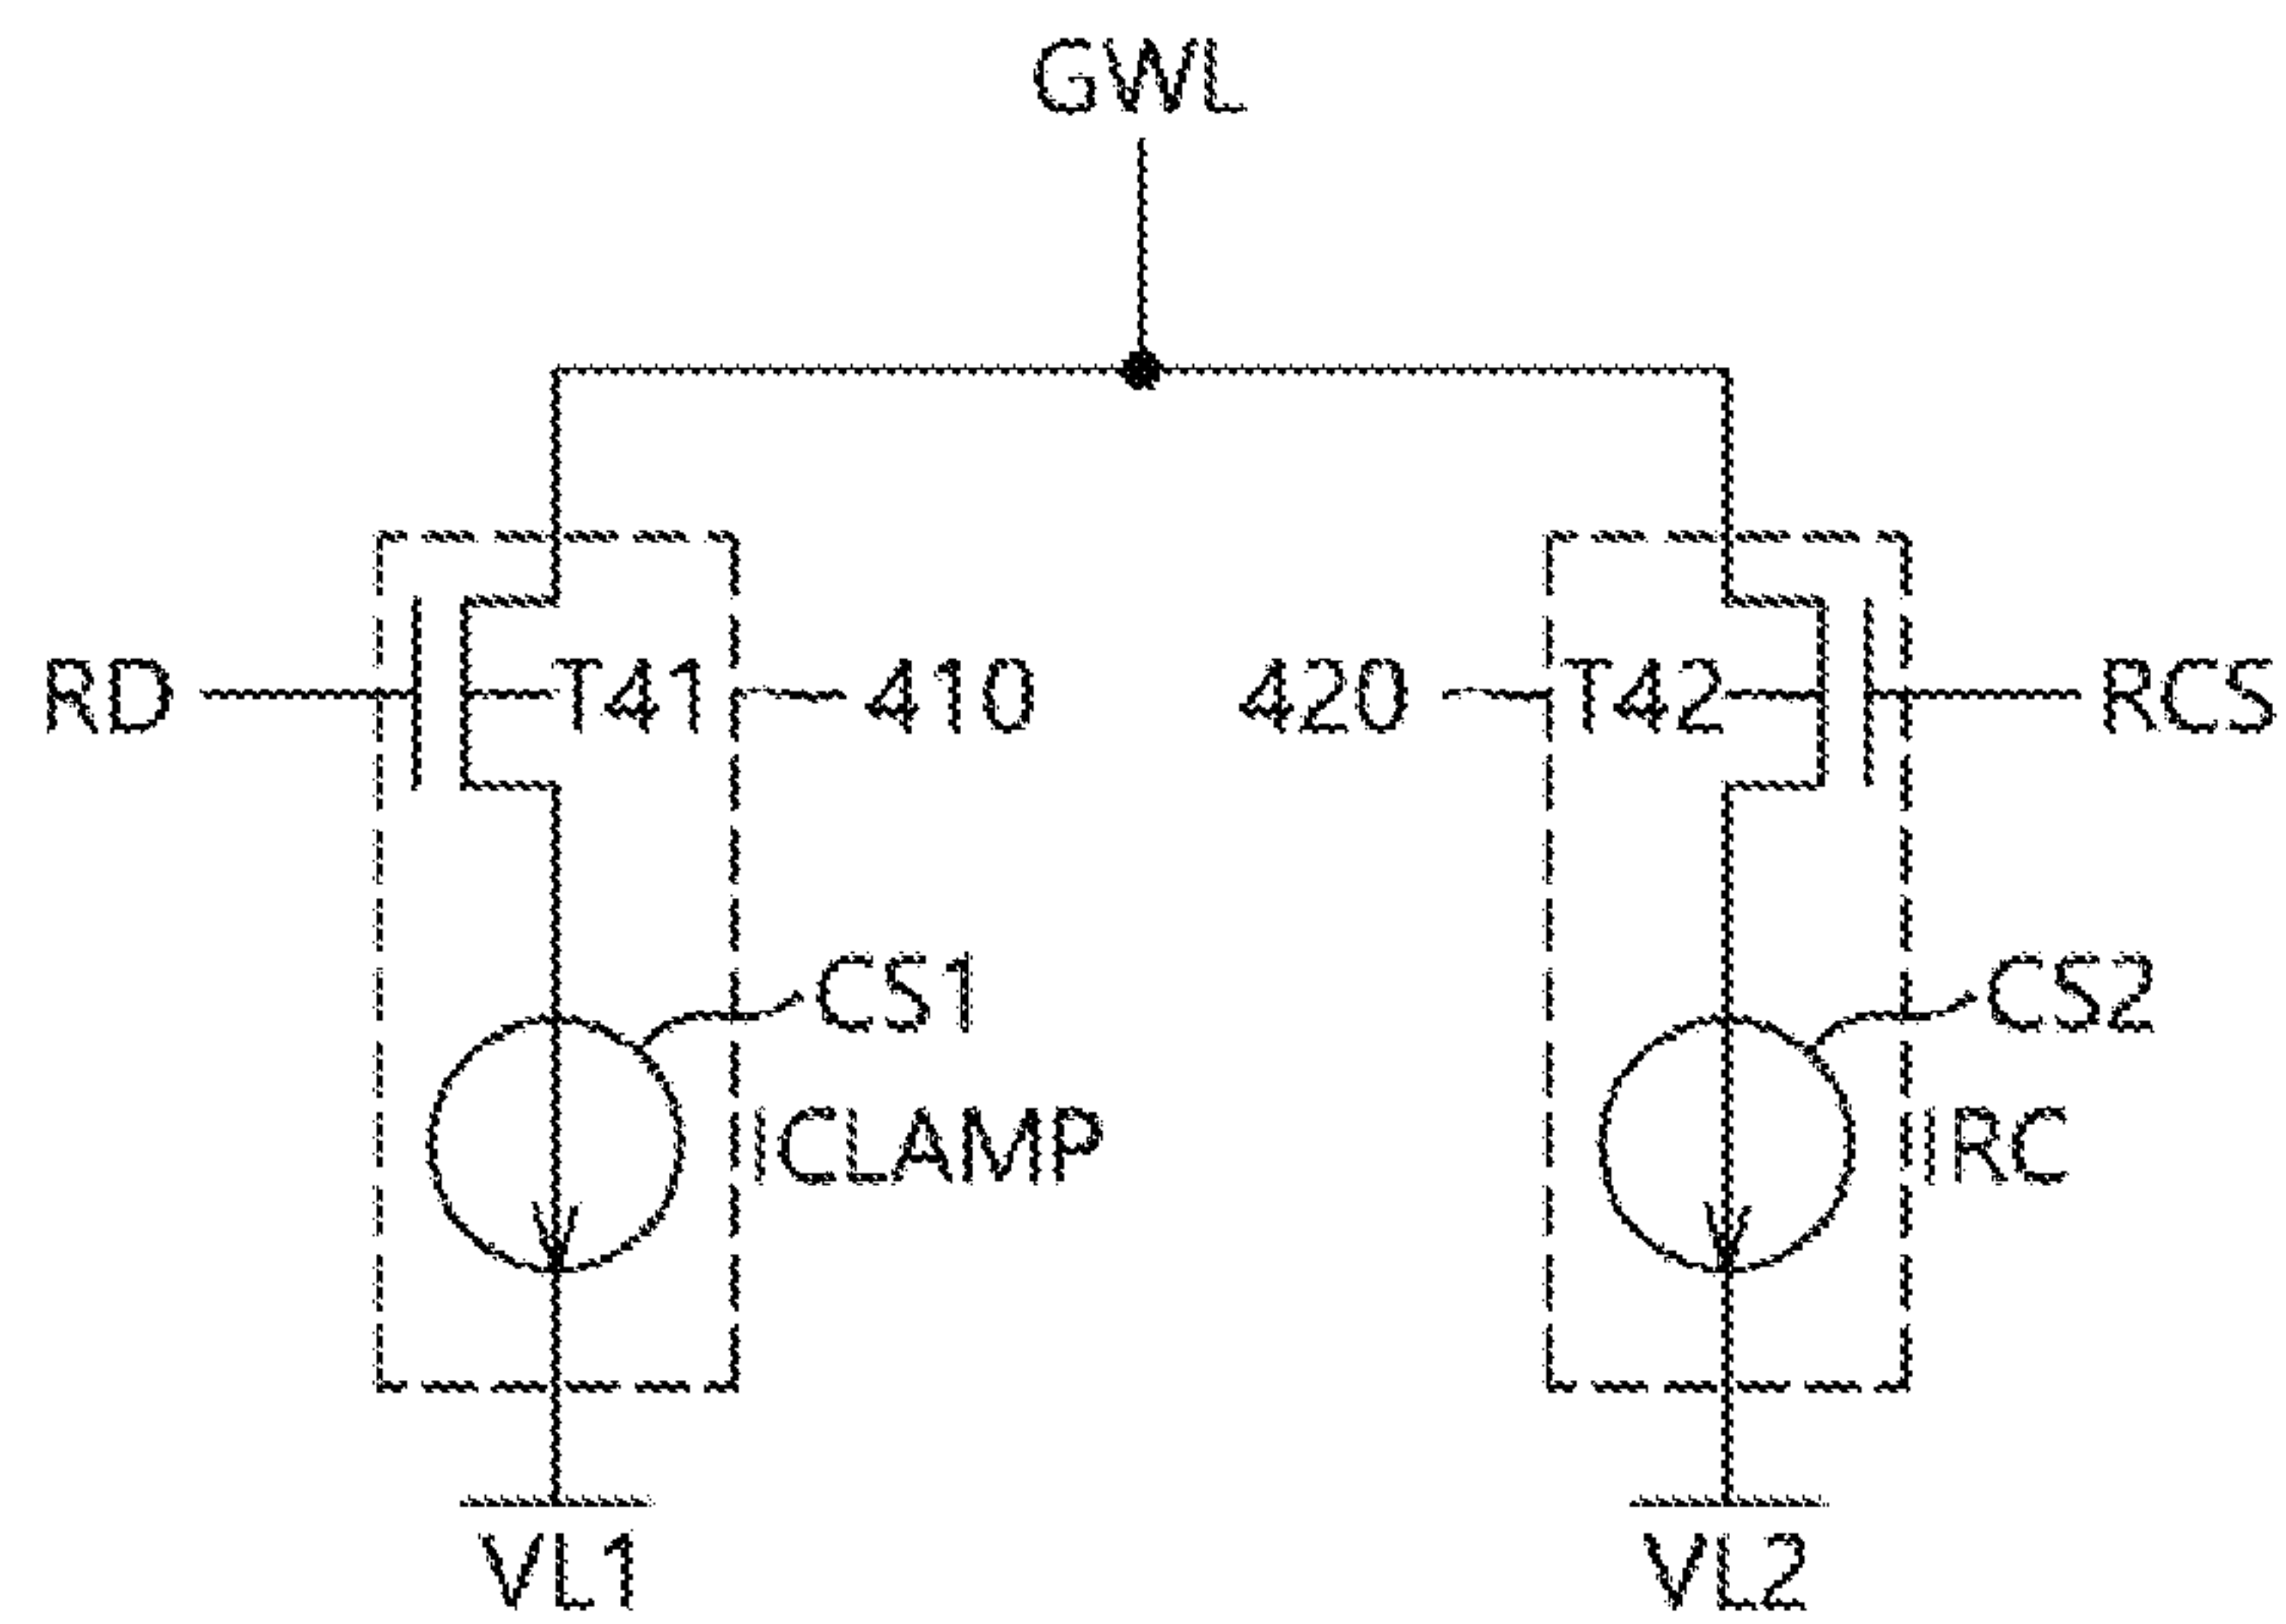 GWL
RD
T41
410
420
T42
RCS
CS1
CS2
ICLAMP
IRC
VL1
VL2